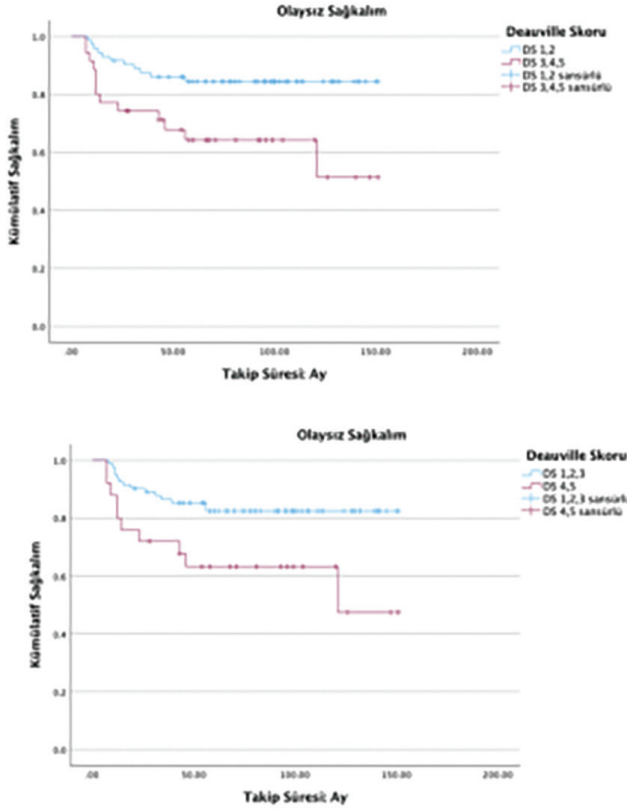 Olaysız Sağkalım
Deauville Skoru
DS 1,2
DS 3,4,5
DS 1,2 sansürlü
DS 3,4,5 sansürlü
Kümülatif Sağkalım
1.0
0.8
0.6
0.4
0.2
0.0
.00 50.00 100.00 150.00 200.00
Takip Süresi: Ay
Olaysız Sağkalım
Deauville Skoru
DS 1,2,3
DS 4,5
DS 1,2,3 sansürlü
DS 4,5 sansürlü
Kümülatif Sağkalım
1.0
0.8
0.6
0.4
0.2
0.0
.00 50.00 100.00 150.00 200.00
Takip Süresi: Ay